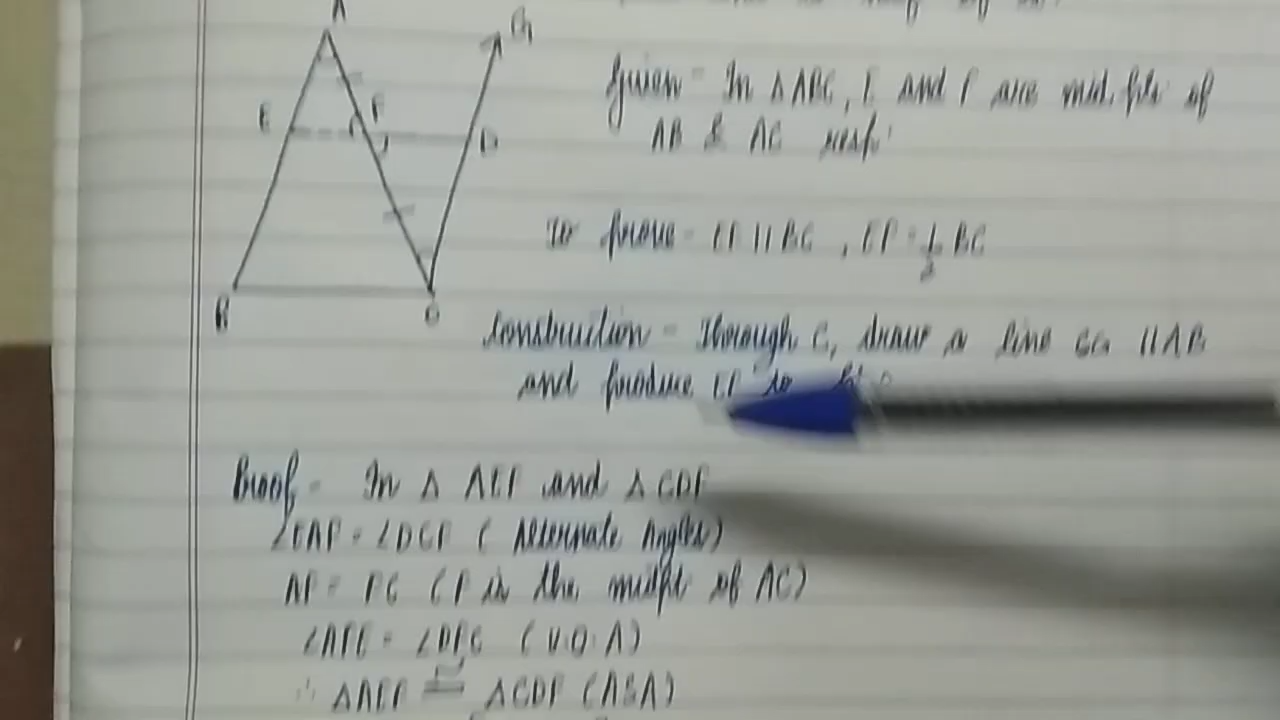 A
G
Given - In △ ABC, E and F are mid pts of
AB & AC resp.
E
F
D
To prove - EF || BC , EF = 1/2 BC
B
C
Construction - Through C, draw a line CG || AB
and produce EF to
Proof - In △ AEF and △ CDF
∠EAF = ∠DCF ( Alternate Angles)
AF = FC (F is the midpt of AC)
∠AFE = ∠DFC (V.O.A)
∴ △AEF ≅ △CDF (ASA)